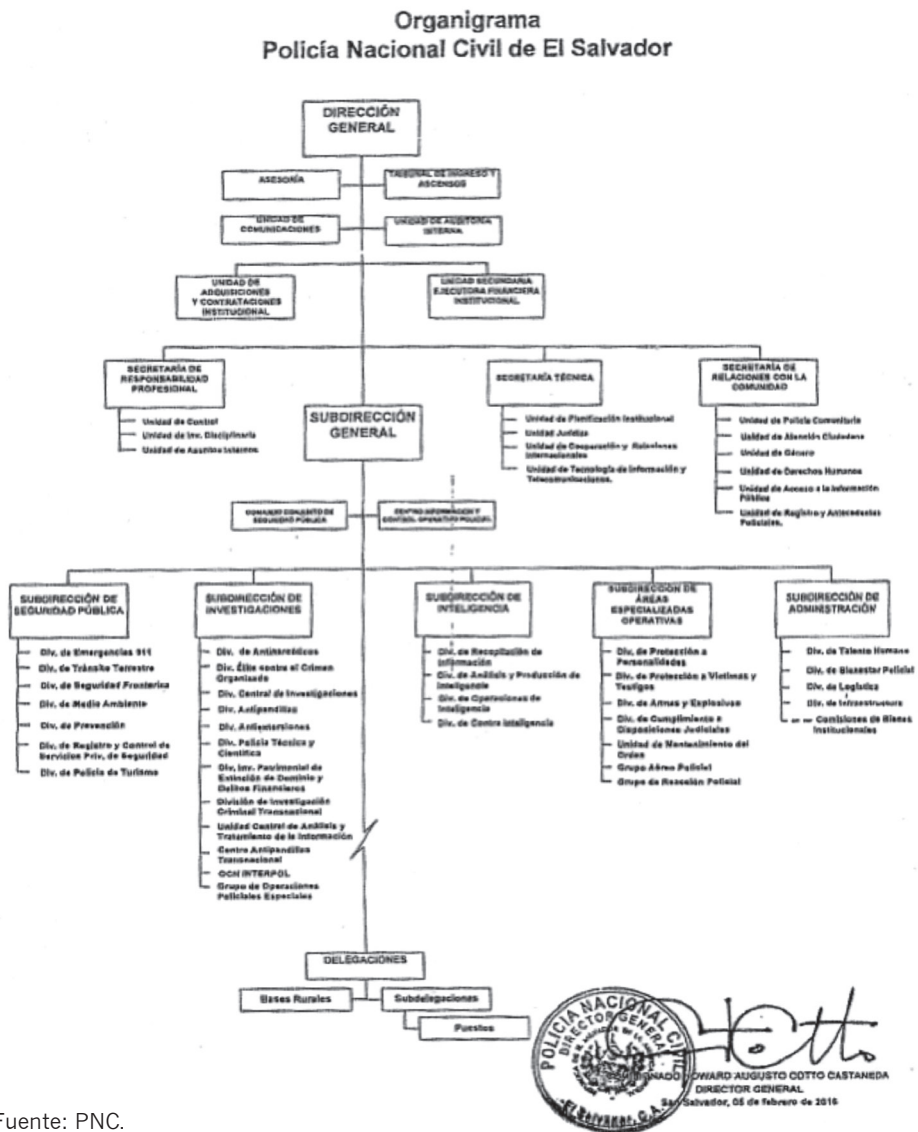 Organigrama
Policía Nacional Civil de El Salvador
DIRECCIÓN
GENERAL
ASESORÍA
TRIBUNAL DE INGRESO Y
ASCENSOS
UNIDAD DE
COMUNICACIONES
UNIDAD DE AUDITORIA
INTERNA
UNIDAD DE
ADQUISICIONES
Y CONTRATACIONES
INSTITUCIONAL
UNIDAD SECUNDARIA
EJECUTORA FINANCIERA
INSTITUCIONAL
SECRETARÍA DE
RESPONSABILIDAD
PROFESIONAL
Unidad de Control
Unidad de Inv. Disciplinaria
Unidad de Asuntos Internos
SECRETARÍA TÉCNICA
Unidad de Planificación Institucional
Unidad Jurídica
Unidad de Cooperación y Relaciones
Internacionales
Unidad de Tecnología de Información y
Telecomunicaciones.
SECRETARÍA DE
RELACIONES CON LA
COMUNIDAD
Unidad de Policía Comunitaria
Unidad de Atención Ciudadana
Unidad de Género
Unidad de Derechos Humanos
Unidad de Acceso a la Información
Pública
Unidad de Registro y Antecedentes
Policiales.
SUBDIRECCIÓN
GENERAL
COMANDO CONJUNTO DE
SEGURIDAD PÚBLICA
CENTRO INFORMACION Y
CONTROL OPERATIVO POLICIAL
SUBDIRECCIÓN DE
SEGURIDAD PÚBLICA
Div. de Emergencias 911
Div. de Tránsito Terrestre
Div. de Seguridad Fronteriza
Div. de Medio Ambiente
Div. de Prevención
Div. de Registro y Control de
Servicios Priv. de Seguridad
Div. de Policía de Turismo
SUBDIRECCIÓN DE
INVESTIGACIONES
Div. de Antinarcóticos
Div. Élite contra el Crimen
Organizado
Div. Central de Investigaciones
Div. Antipandillas
Div. Antiextorsiones
Div. Policía Técnica y
Científica
Div. Inv. Patrimonial de
Extinción de Dominio y
Delitos Financieros
División de Investigación
Criminal Transnacional
Unidad Central de Análisis y
Tratamiento de la Información
Centro Antipandillas
Transnacional
OCN INTERPOL
Grupo de Operaciones
Policiales Especiales
SUBDIRECCIÓN DE
INTELIGENCIA
Div. de Recopilación de
Información
Div. de Análisis y Producción de
Inteligencia
Div. de Operaciones de
Inteligencia
Div. de Contra Inteligencia
SUBDIRECCIÓN DE
ÁREAS
ESPECIALIZADAS
OPERATIVAS
Div. de Protección a
Personalidades
Div. de Protección a Víctimas y
Testigos
Div. de Armas y Explosivos
Div. de Cumplimiento a
Disposiciones Judiciales
Unidad de Mantenimiento del
Orden
Grupo Aéreo Policial
Grupo de Reacción Policial
SUBDIRECCIÓN DE
ADMINISTRACIÓN
Div. de Talento Humano
Div. de Bienestar Policial
Div. de Logística
Div. de Infraestructura
Comisiones de Bienes
Institucionales
DELEGACIONES
Bases Rurales
Subdelegaciones
Puestos
POLICIA NACIONAL CIVIL
DIRECTOR GENERAL
El Salvador, C.A.
HOWARD AUGUSTO COTTO CASTANEDA
DIRECTOR GENERAL
San Salvador, 05 de febrero de 2016
Fuente: PNC.